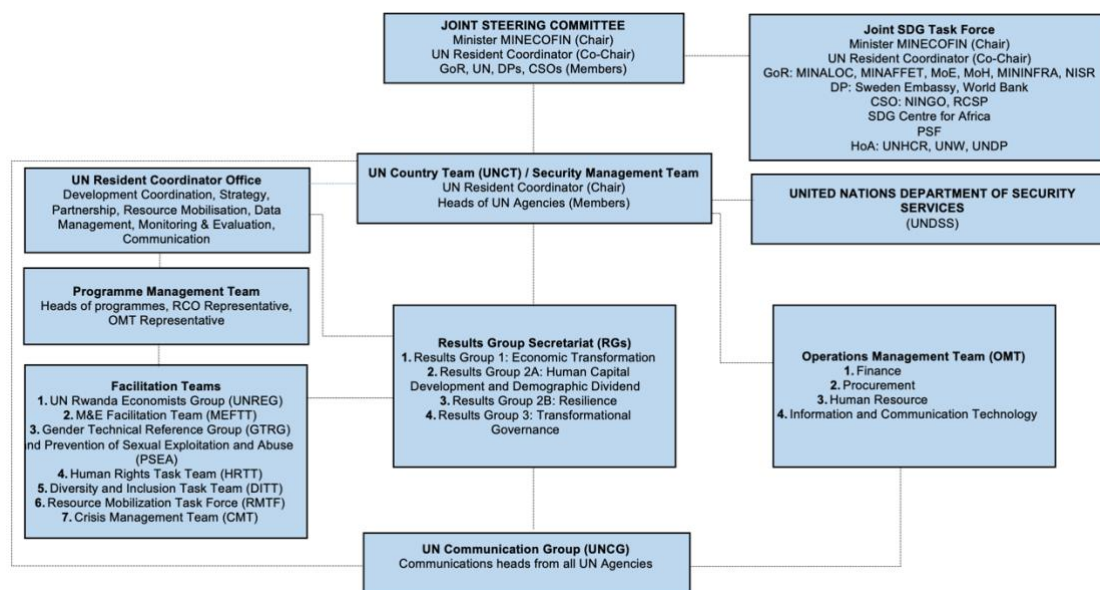 JOINT STEERING COMMITTEE
Minister MINECOFIN (Chair)
UN Resident Coordinator (Co-Chair)
GoR, UN, DPs, CSOs (Members)
Joint SDG Task Force
Minister MINECOFIN (Chair)
UN Resident Coordinator (Co-Chair)
GoR: MINALOC, MINAFFET, MoE, MoH, MININFRA, NISR
DP: Sweden Embassy, World Bank
CSO: NINGO, RCSP
SDG Centre for Africa
PSF
HoA: UNHCR, UNW, UNDP
UN Country Team (UNCT) / Security Management Team
UN Resident Coordinator (Chair)
Heads of UN Agencies (Members)
UN Resident Coordinator Office
Development Coordination, Strategy,
Partnership, Resource Mobilisation, Data
Management, Monitoring & Evaluation,
Communication
UNITED NATIONS DEPARTMENT OF SECURITY
SERVICES
(UNDSS)
Programme Management Team
Heads of programmes, RCO Representative,
OMT Representative
Results Group Secretariat (RGs)
1. Results Group 1: Economic Transformation
2. Results Group 2A: Human Capital
Development and Demographic Dividend
3. Results Group 2B: Resilience
4. Results Group 3: Transformational
Governance
Operations Management Team (OMT)
1. Finance
2. Procurement
3. Human Resource
4. Information and Communication Technology
Facilitation Teams
1. UN Rwanda Economists Group (UNREG)
2. M&E Facilitation Team (MEFTT)
3. Gender Technical Reference Group (GTRG)
nd Prevention of Sexual Exploitation and Abuse
(PSEA)
4. Human Rights Task Team (HRTT)
5. Diversity and Inclusion Task Team (DITT)
6. Resource Mobilization Task Force (RMTF)
7. Crisis Management Team (CMT)
UN Communication Group (UNCG)
Communications heads from all UN Agencies